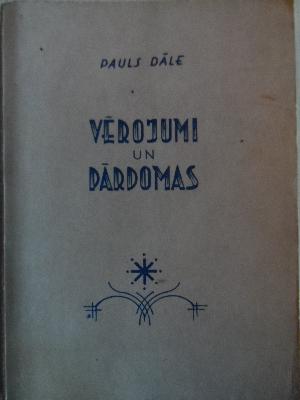 PAULS DĀLE
VĒROJUMI
UN
PĀRDOMAS